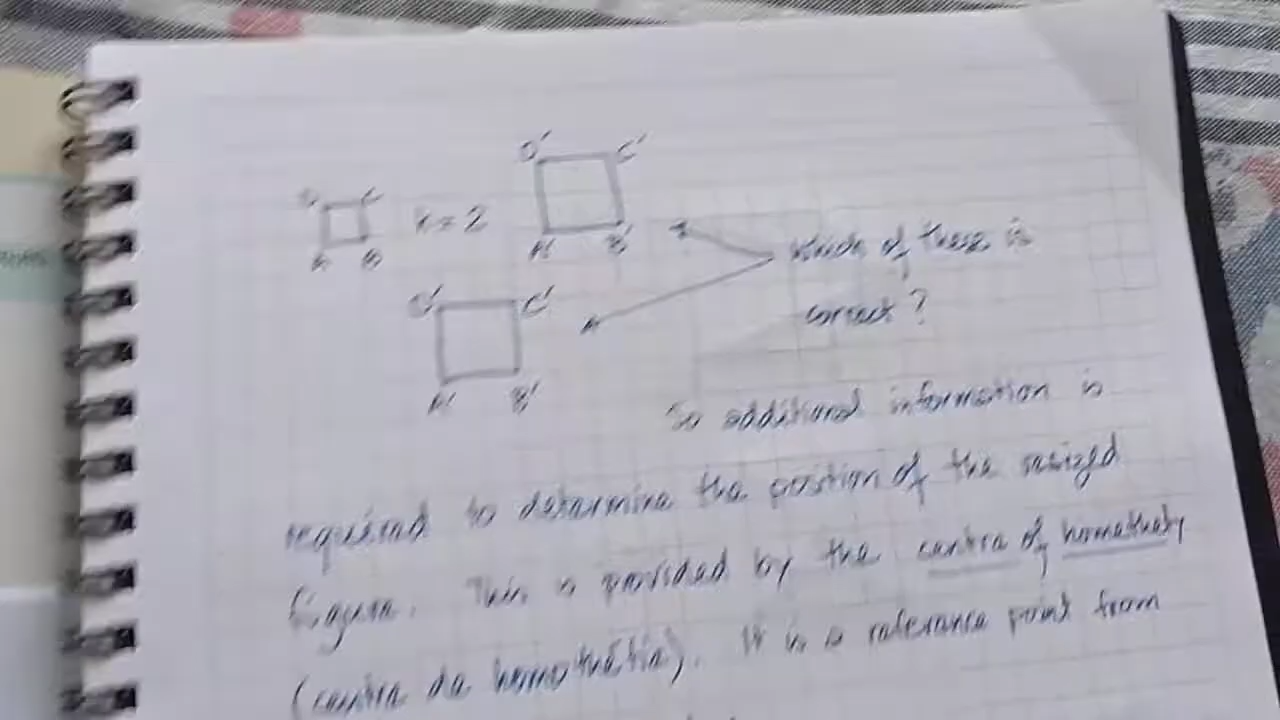 D' C'
k = 2
A B
A' B'
which of these is
correct ?
D' C'
A' B'
So additional information is
required to determine the position of the resized
figure. This is provided by the centre of homothety
(centre de homothétie). It is a reference point from